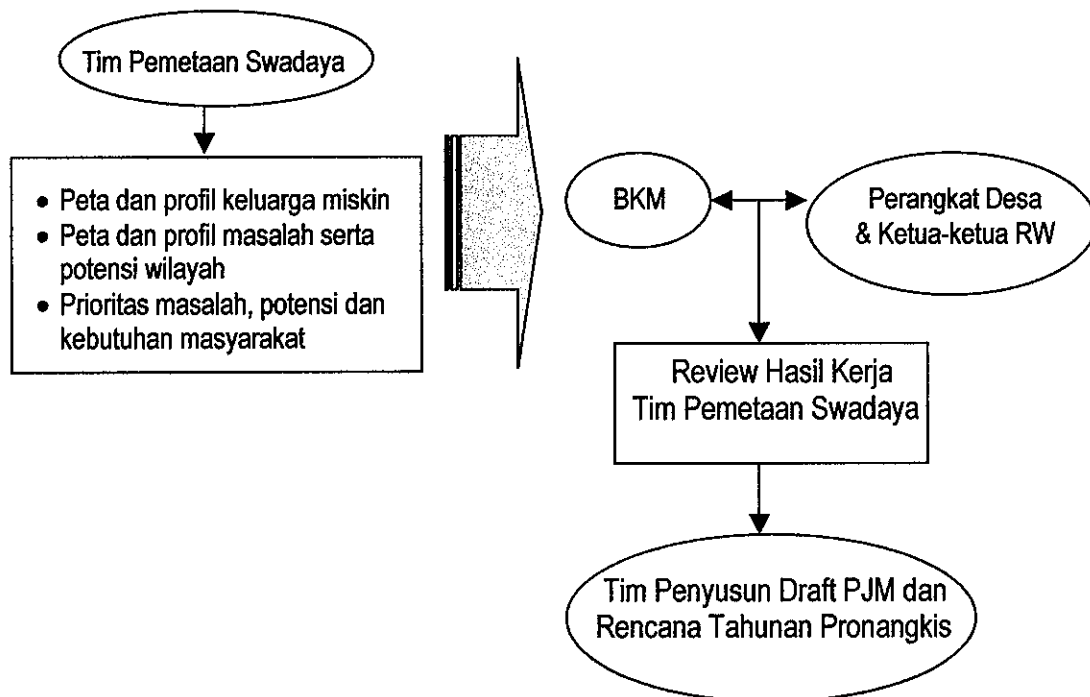 Tim Pemetaan Swadaya
• Peta dan profil keluarga miskin
• Peta dan profil masalah serta
potensi wilayah
• Prioritas masalah, potensi dan
kebutuhan masyarakat
BKM
Perangkat Desa
& Ketua-ketua RW
Review Hasil Kerja
Tim Pemetaan Swadaya
Tim Penyusun Draft PJM dan
Rencana Tahunan Pronangkis